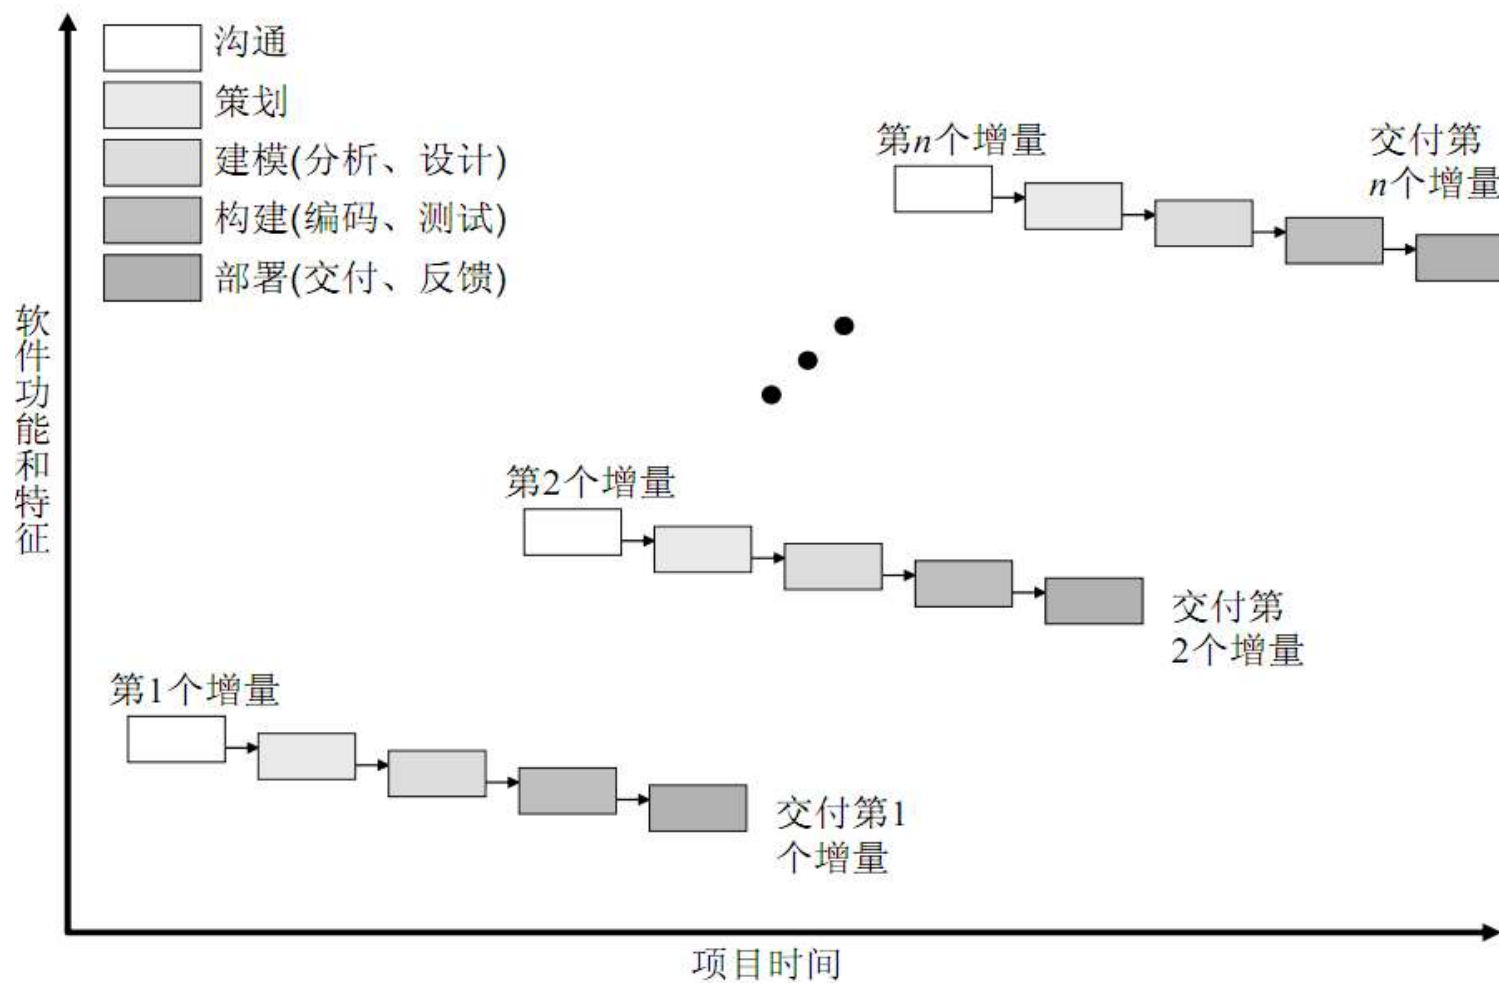 沟通
策划
建模(分析、设计)
构建(编码、测试)
部署(交付、反馈)
软件功能和特征
第n个增量
交付第
n个增量
第2个增量
交付第
2个增量
第1个增量
交付第1
个增量
项目时间